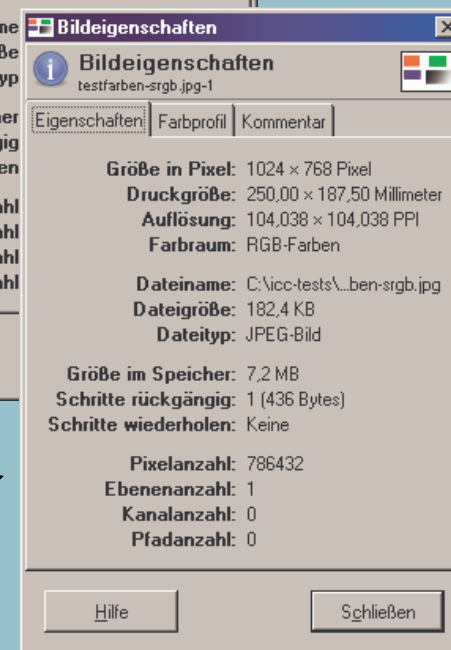 Bildeigenschaften
Bildeigenschaften
testfarben-srgb.jpg-1
Eigenschaften Farbprofil Kommentar
Größe in Pixel: 1024 × 768 Pixel
Druckgröße: 250,00 × 187,50 Millimeter
Auflösung: 104,038 × 104,038 PPI
Farbraum: RGB-Farben
Dateiname: C:\icc-tests\...ben-srgb.jpg
Dateigröße: 182,4 KB
Dateityp: JPEG-Bild
Größe im Speicher: 7,2 MB
Schritte rückgängig: 1 (436 Bytes)
Schritte wiederholen: Keine
Pixelanzahl: 786432
Ebenenanzahl: 1
Kanalanzahl: 0
Pfadanzahl: 0
Hilfe Schließen